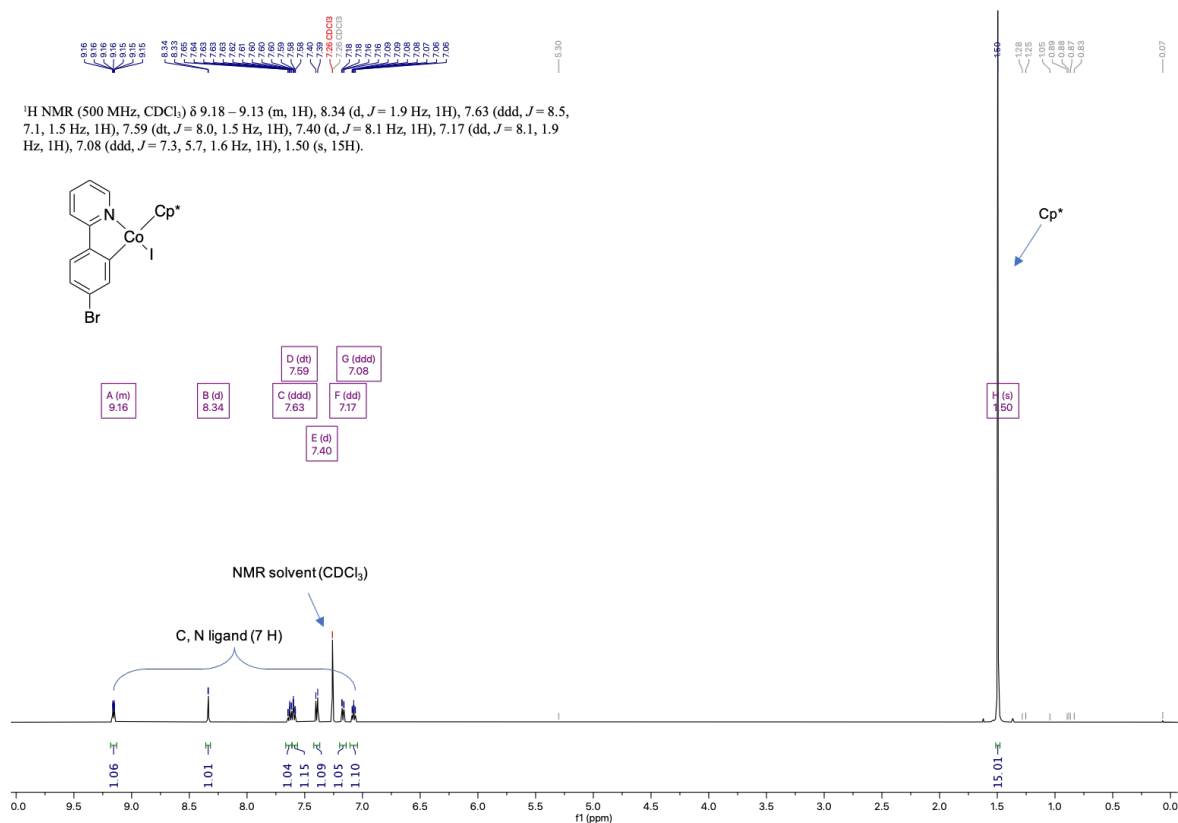 9.16 9.16 9.16 9.16 9.15 9.15 9.15 8.34 8.33 7.65 7.64 7.63 7.63 7.63 7.62 7.61 7.60 7.60 7.60 7.59 7.58 7.58 7.40 7.39 7.26 CDCl3 7.26 CDCl3 7.18 7.18 7.16 7.16 7.09 7.09 7.08 7.08 7.07 7.06 7.06 5.30 1.50 1.28 1.25 1.05 0.89 0.88 0.87 0.83 0.07
¹H NMR (500 MHz, CDCl₃) δ 9.18 – 9.13 (m, 1H), 8.34 (d, J = 1.9 Hz, 1H), 7.63 (ddd, J = 8.5,
7.1, 1.5 Hz, 1H), 7.59 (dt, J = 8.0, 1.5 Hz, 1H), 7.40 (d, J = 8.1 Hz, 1H), 7.17 (dd, J = 8.1, 1.9
Hz, 1H), 7.08 (ddd, J = 7.3, 5.7, 1.6 Hz, 1H), 1.50 (s, 15H).
N
Cp*
Co
I
Br
Cp*
D (dt)
7.59
G (ddd)
7.08
A (m)
9.16
B (d)
8.34
C (ddd)
7.63
F (dd)
7.17
H (s)
1.50
E (d)
7.40
NMR solvent (CDCl₃)
C, N ligand (7 H)
1.06 1.01 1.04 1.15 1.09 1.05 1.10 15.01
0.0 9.5 9.0 8.5 8.0 7.5 7.0 6.5 6.0 5.5 5.0 4.5 4.0 3.5 3.0 2.5 2.0 1.5 1.0 0.5 0.0
f1 (ppm)